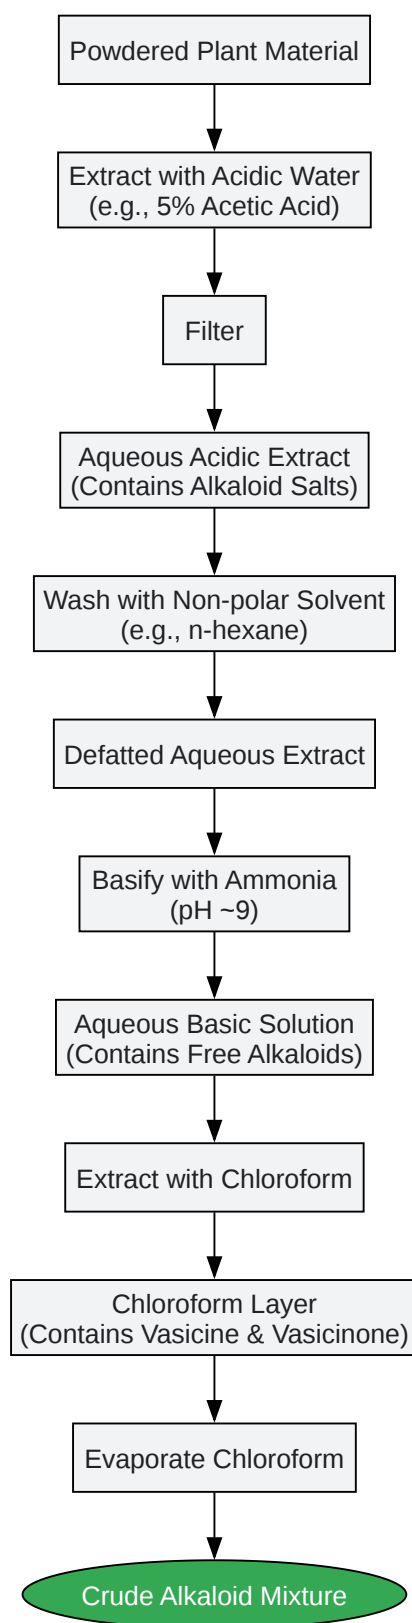 Powdered Plant Material
Extract with Acidic Water
(e.g., 5% Acetic Acid)
Filter
Aqueous Acidic Extract
(Contains Alkaloid Salts)
Wash with Non-polar Solvent
(e.g., n-hexane)
Defatted Aqueous Extract
Basify with Ammonia
(pH ~9)
Aqueous Basic Solution
(Contains Free Alkaloids)
Extract with Chloroform
Chloroform Layer
(Contains Vasicine & Vasicinone)
Evaporate Chloroform
Crude Alkaloid Mixture